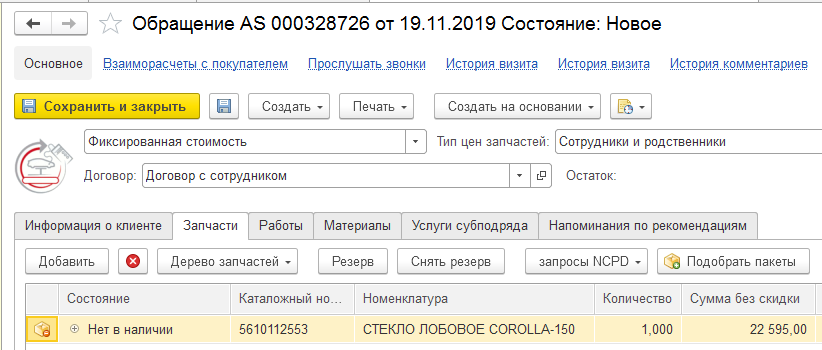 Обращение AS 000328726 от 19.11.2019 Состояние: Новое
Основное Взаиморасчеты с покупателем Прослушать звонки История визита История визита История комментариев
Сохранить и закрыть Создать Печать Создать на основании
Фиксированная стоимость Тип цен запчастей: Сотрудники и родственники
Договор: Договор с сотрудником Остаток:
Информация о клиенте Запчасти Работы Материалы Услуги субподряда Напоминания по рекомендациям
Добавить Дерево запчастей Резерв Снять резерв запросы NCPD Подобрать пакеты
Состояние Каталожный но... Номенклатура Количество Сумма без скидки
Нет в наличии 5610112553 СТЕКЛО ЛОБОВОЕ COROLLA-150 1,000 22 595,00